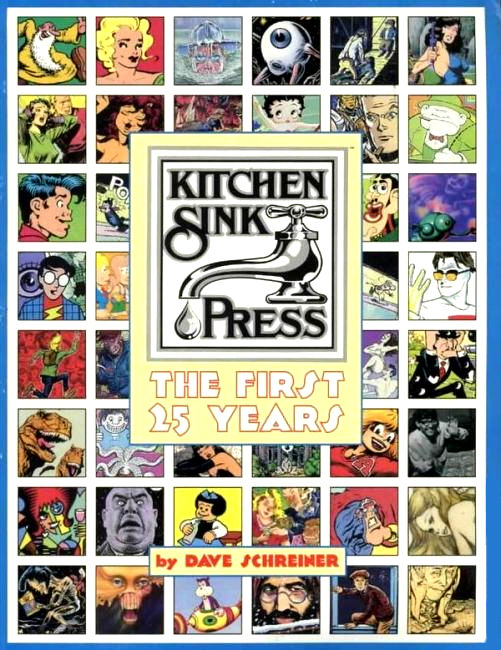 KITCHEN
SINK
PRESS
THE FIRST
25 YEARS
by DAVE SCHREINER